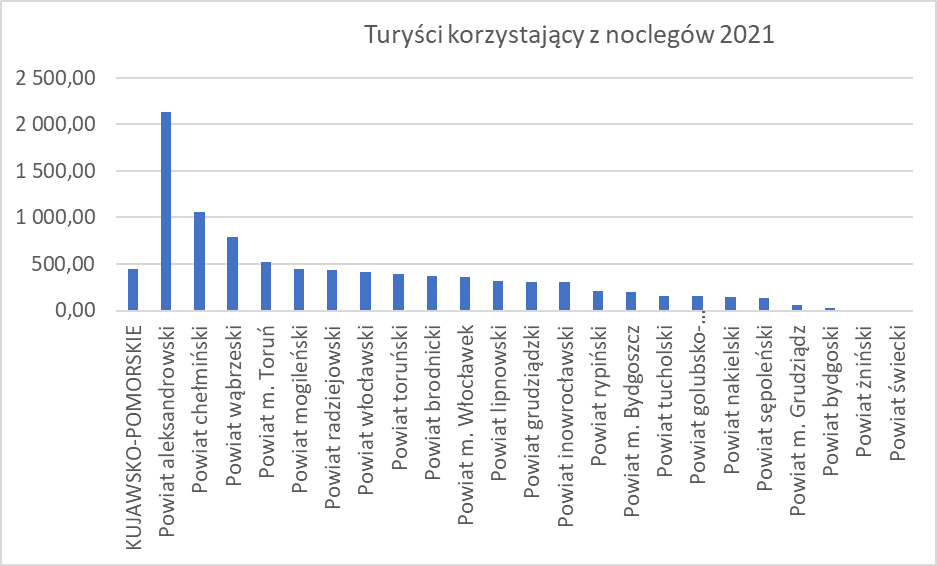 Turyści korzystający z noclegów 2021
2 500,00
2 000,00
1 500,00
1 000,00
500,00
0,00
KUJAWSKO-POMORSKIE
Powiat aleksandrowski
Powiat chełmiński
Powiat wąbrzeski
Powiat m. Toruń
Powiat mogileński
Powiat radziejowski
Powiat włocławski
Powiat toruński
Powiat brodnicki
Powiat m. Włocławek
Powiat lipnowski
Powiat grudziądzki
Powiat inowrocławski
Powiat rypiński
Powiat m. Bydgoszcz
Powiat tucholski
Powiat golubsko-…
Powiat nakielski
Powiat sępoleński
Powiat m. Grudziądz
Powiat bydgoski
Powiat żniński
Powiat świecki